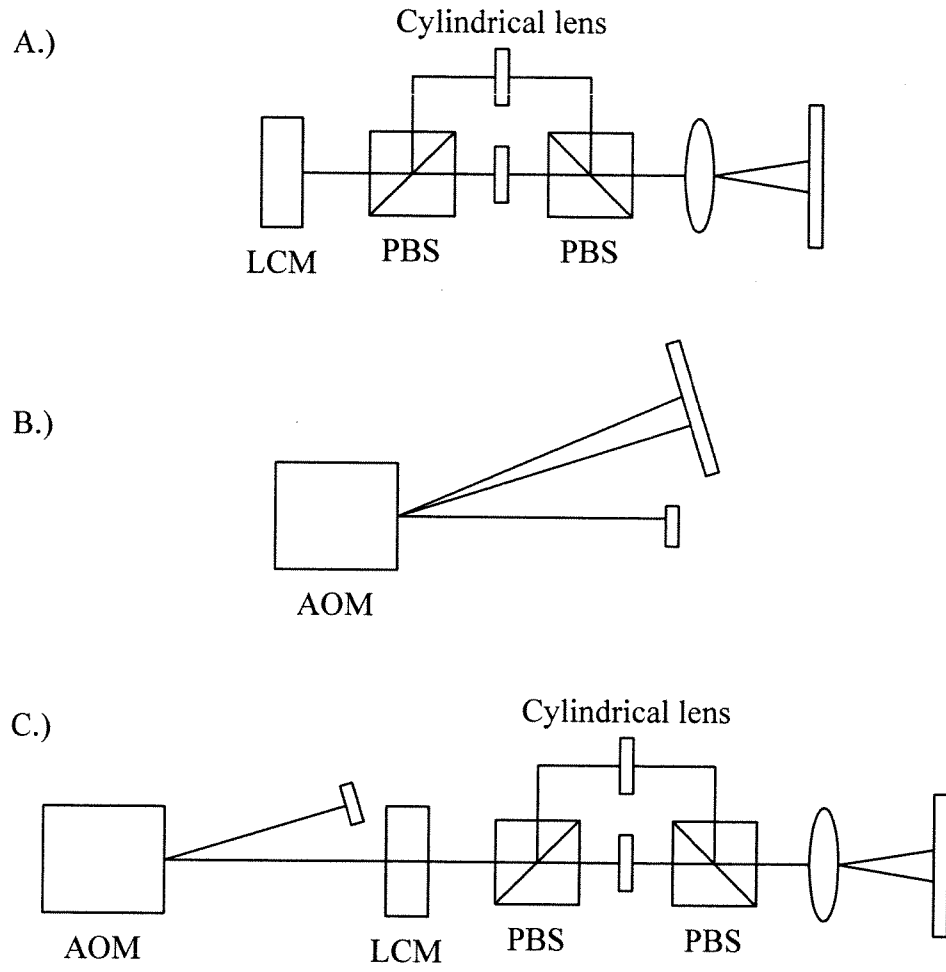 A.)
Cylindrical lens
LCM
PBS
PBS
B.)
AOM
C.)
Cylindrical lens
AOM
LCM
PBS
PBS